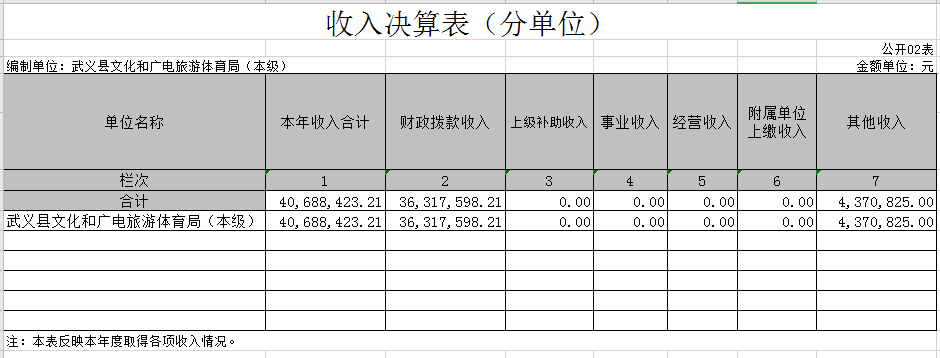 收入决算表（分单位）
公开02表
编制单位：武义县文化和广电旅游体育局（本级） 金额单位：元
单位名称 本年收入合计 财政拨款收入 上级补助收入 事业收入 经营收入 附属单位上缴收入 其他收入
栏次 1 2 3 4 5 6 7
合计 40,688,423.21 36,317,598.21 0.00 0.00 0.00 0.00 4,370,825.00
武义县文化和广电旅游体育局（本级） 40,688,423.21 36,317,598.21 0.00 0.00 0.00 0.00 4,370,825.00
注：本表反映本年度取得各项收入情况。